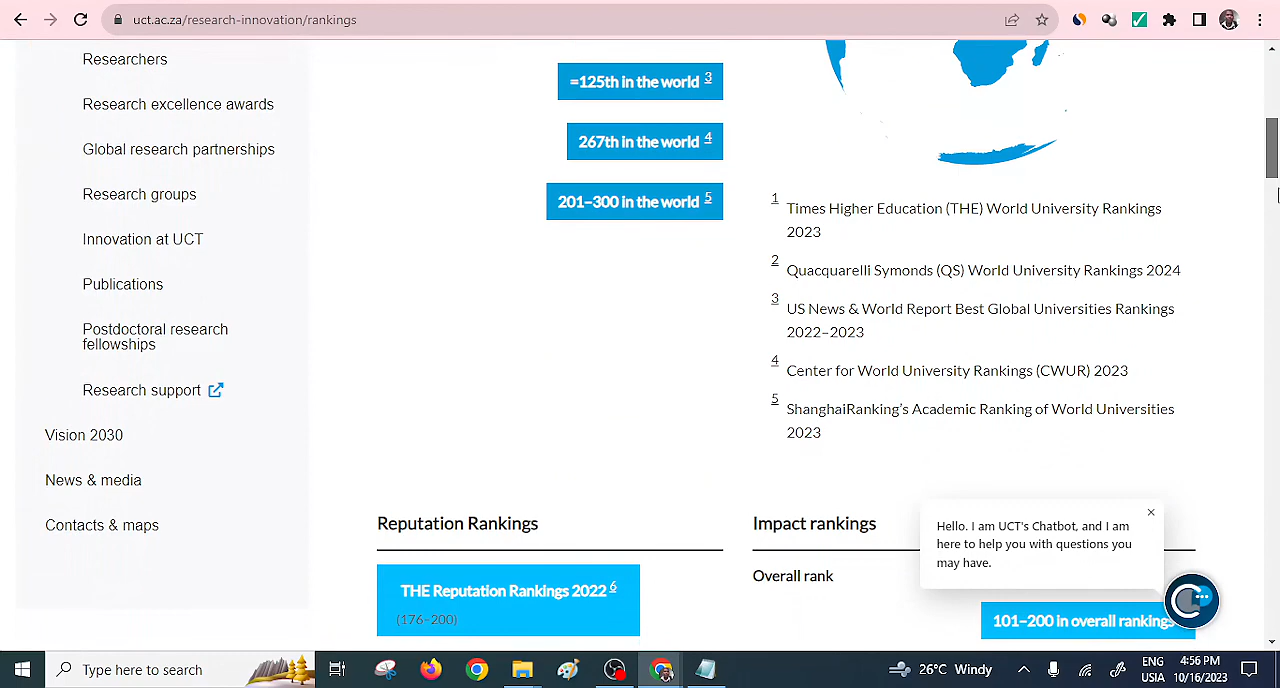 uct.ac.za/research-innovation/rankings
Researchers
Research excellence awards
Global research partnerships
Research groups
Innovation at UCT
Publications
Postdoctoral research
fellowships
Research support
Vision 2030
News & media
Contacts & maps
=125th in the world 3
267th in the world 4
201–300 in the world 5
1 Times Higher Education (THE) World University Rankings
2023
2 Quacquarelli Symonds (QS) World University Rankings 2024
3 US News & World Report Best Global Universities Rankings
2022–2023
4 Center for World University Rankings (CWUR) 2023
5 ShanghaiRanking's Academic Ranking of World Universities
2023
Reputation Rankings
THE Reputation Rankings 2022 6
(176–200)
Impact rankings
Overall rank
101–200 in overall rankings
Hello. I am UCT's Chatbot, and I am
here to help you with questions you
may have.
Type here to search
26°C Windy
ENG
USIA
4:56 PM
10/16/2023